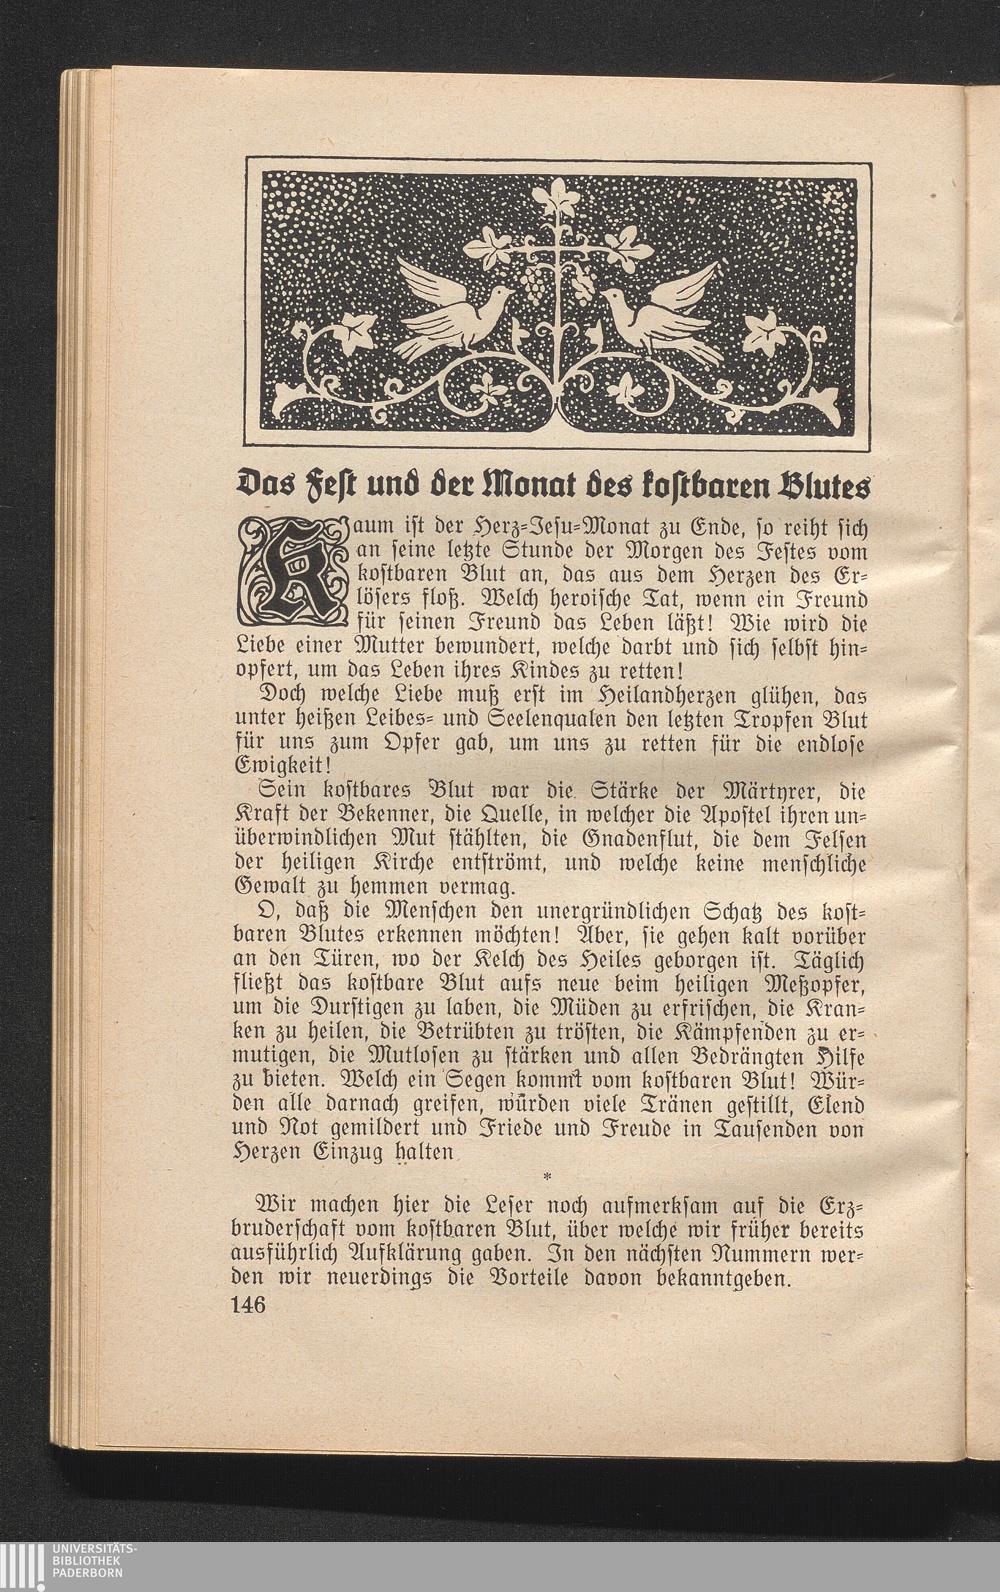 Das Fest und der Monat des kostbaren Blutes
Kaum ist der Herz-Jesu-Monat zu Ende, so reiht sich
an seine letzte Stunde der Morgen des Festes vom
kostbaren Blut an, das aus dem Herzen des Er-
lösers floß. Welch heroische Tat, wenn ein Freund
für seinen Freund das Leben läßt! Wie wird die
Liebe einer Mutter bewundert, welche darbt und sich selbst hin-
opfert, um das Leben ihres Kindes zu retten!
Doch welche Liebe muß erst im Heilandherzen glühen, das
unter heißen Leibes- und Seelenqualen den letzten Tropfen Blut
für uns zum Opfer gab, um uns zu retten für die endlose
Ewigkeit!
Sein kostbares Blut war die Stärke der Märtyrer, die
Kraft der Bekenner, die Quelle, in welcher die Apostel ihren un-
überwindlichen Mut stählten, die Gnadenflut, die dem Felsen
der heiligen Kirche entströmt, und welche keine menschliche
Gewalt zu hemmen vermag.
O, daß die Menschen den unergründlichen Schatz des kost-
baren Blutes erkennen möchten! Aber, sie gehen kalt vorüber
an den Türen, wo der Kelch des Heiles geborgen ist. Täglich
fließt das kostbare Blut aufs neue beim heiligen Meßopfer,
um die Durstigen zu laben, die Müden zu erfrischen, die Kran-
ken zu heilen, die Betrübten zu trösten, die Kämpfenden zu er-
mutigen, die Mutlosen zu stärken und allen Bedrängten Hilfe
zu bieten. Welch ein Segen kommt vom kostbaren Blut! Wür-
den alle darnach greifen, würden viele Tränen gestillt, Elend
und Not gemildert und Friede und Freude in Tausenden von
Herzen Einzug halten
*
Wir machen hier die Leser noch aufmerksam auf die Erz-
bruderschaft vom kostbaren Blut, über welche wir früher bereits
ausführlich Aufklärung gaben. In den nächsten Nummern wer-
den wir neuerdings die Vorteile davon bekanntgeben.
146
UNIVERSITÄTS-
BIBLIOTHEK
PADERBORN